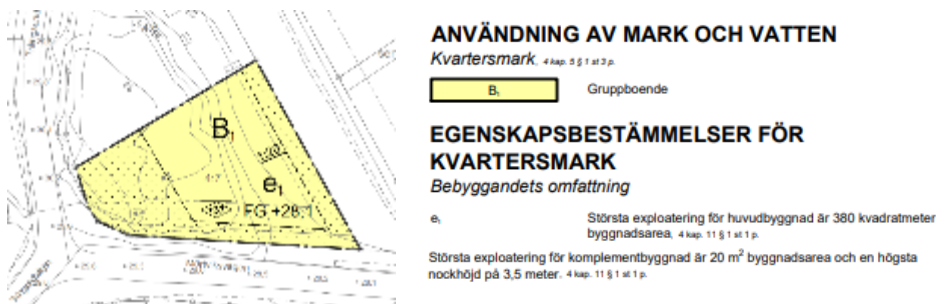 ANVÄNDNING AV MARK OCH VATTEN
Kvartersmark, 4 kap. 5 § 1 st 3 p.
B₁ Gruppboende
EGENSKAPSBESTÄMMELSER FÖR
KVARTERSMARK
Bebyggandets omfattning
e₁ Största exploatering för huvudbyggnad är 380 kvadratmeter
byggnadsarea, 4 kap. 11 § 1 st 1 p.
Största exploatering för komplementbyggnad är 20 m² byggnadsarea och en högsta
nockhöjd på 3,5 meter. 4 kap. 11 § 1 st 1 p.
B₁
e₁
FG +28.1